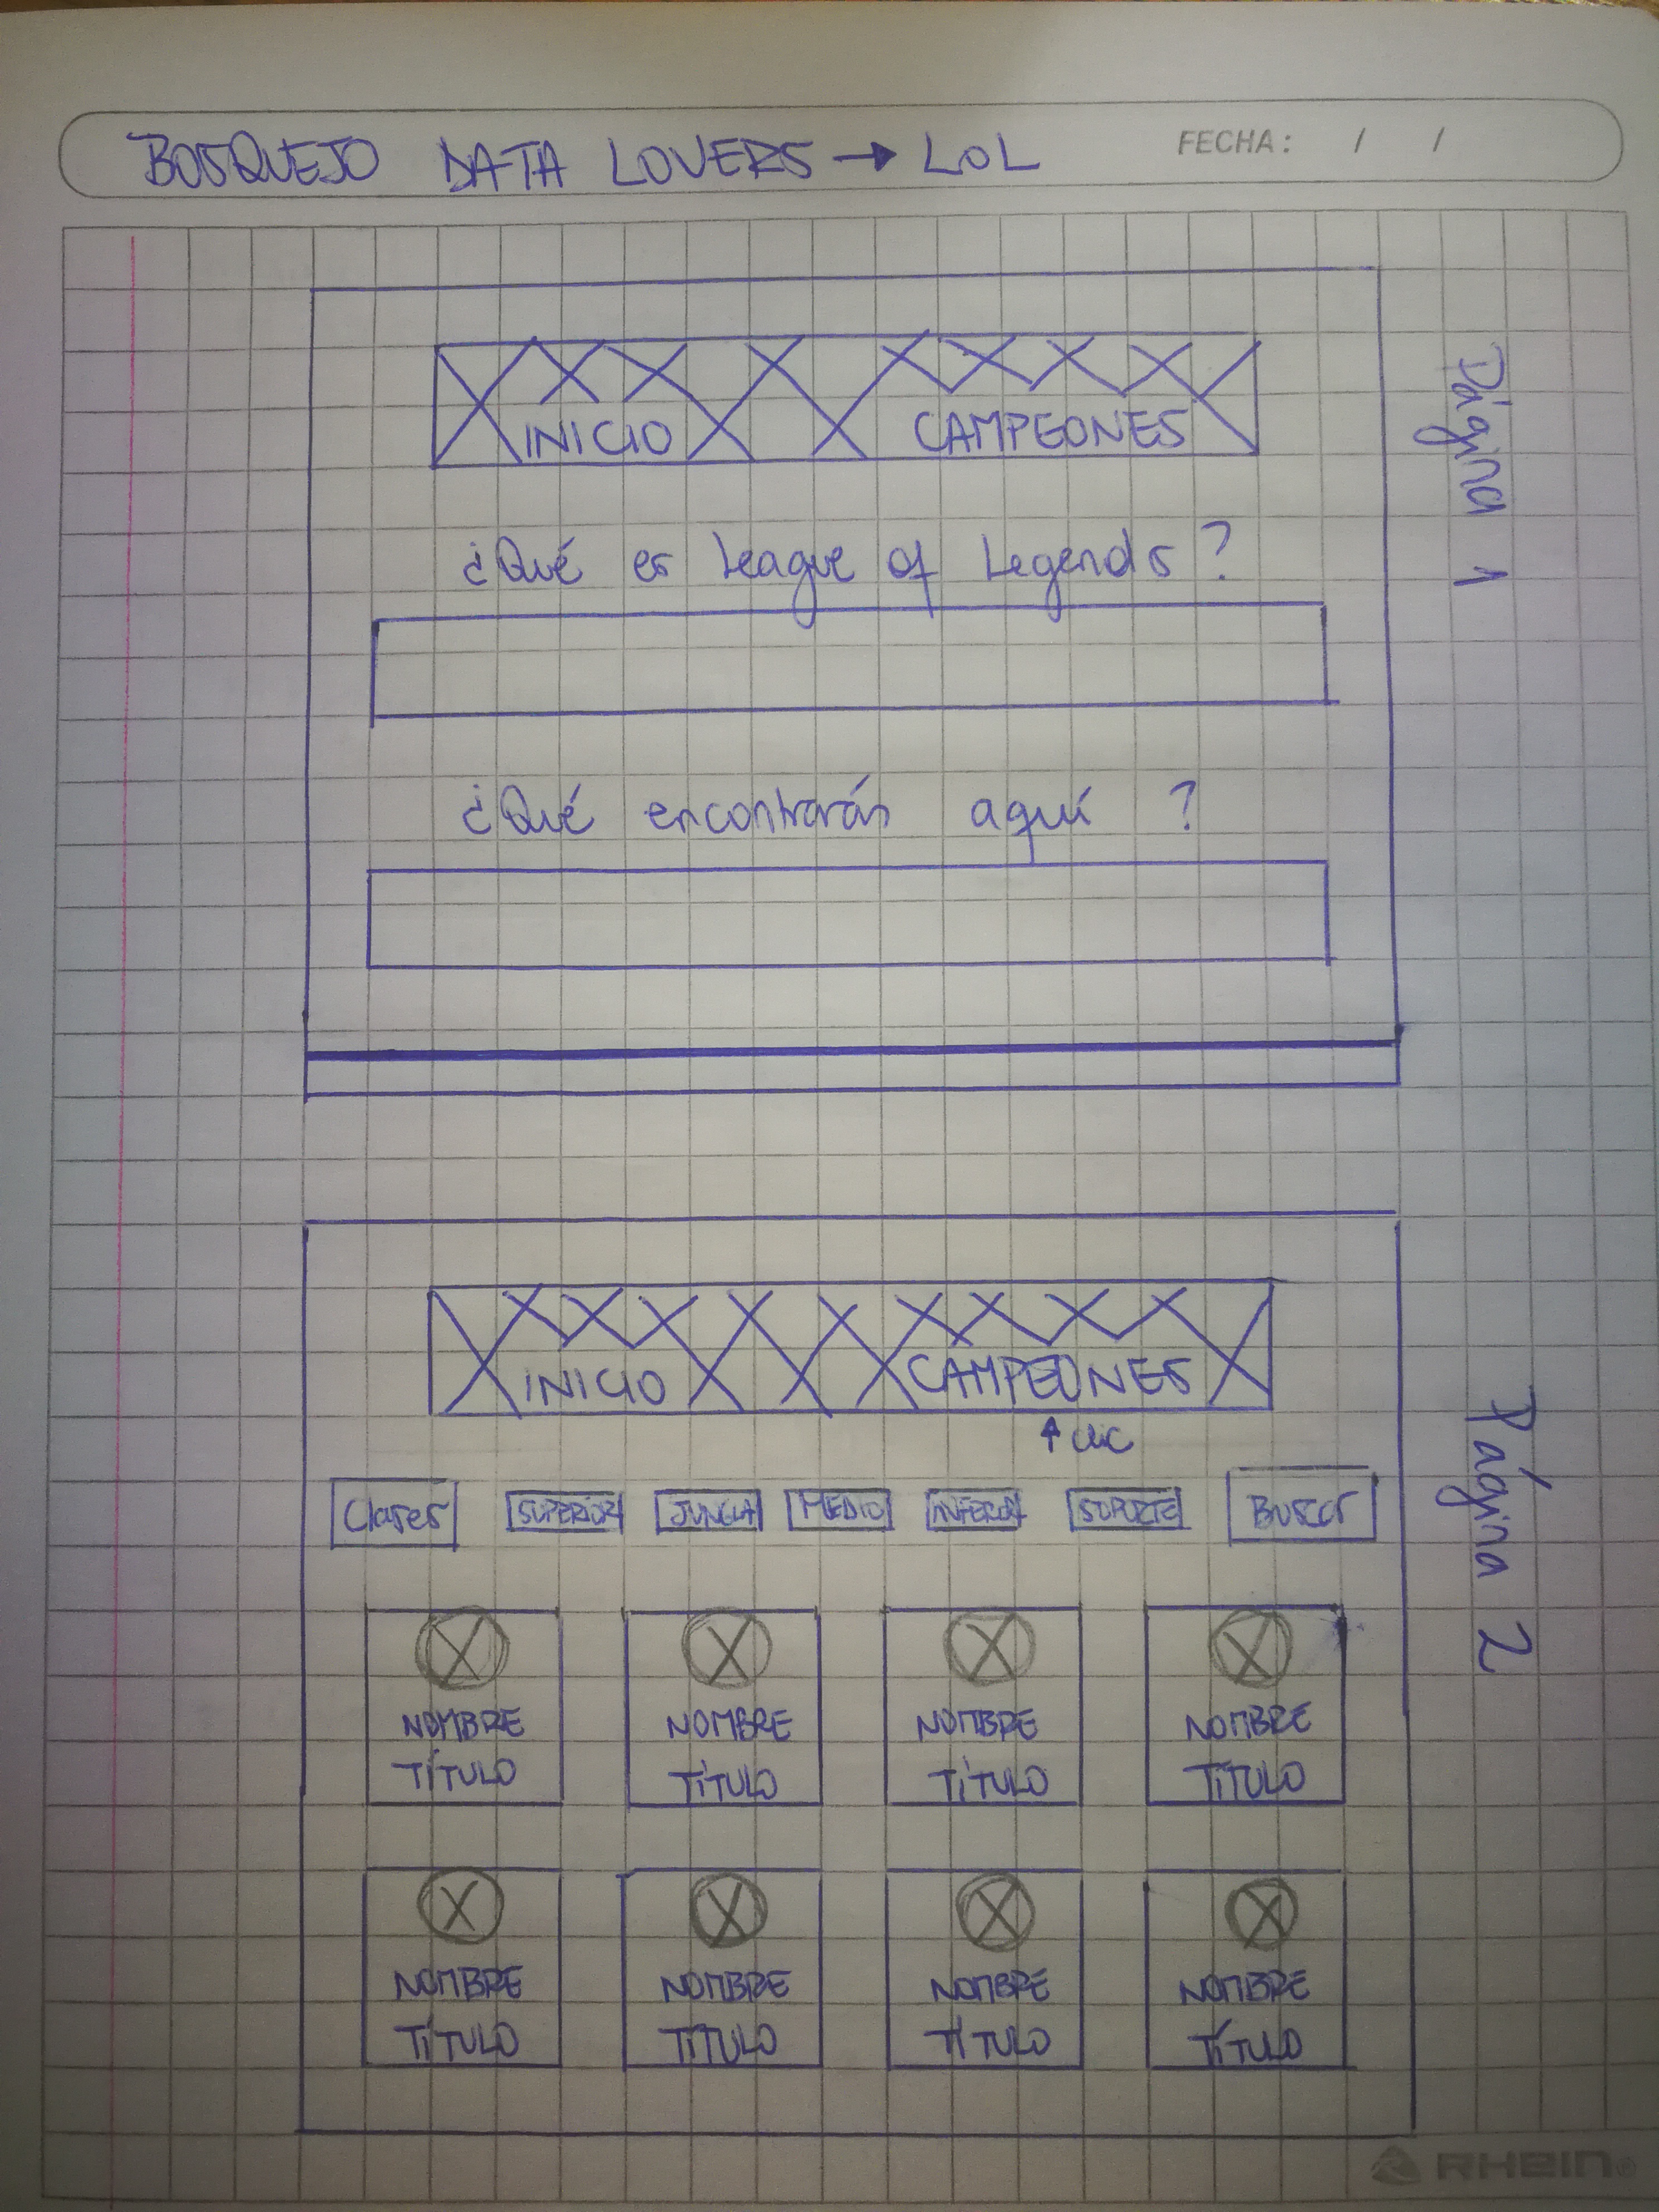 BOSQUEJO DATA LOVERS → LOL
FECHA: / /
Página 1
INICIO CAMPEONES
¿Qué es League of Legends?
¿Qué encontrarás aquí?
Página 2
INICIO CAMPEONES
↑ clic
Clases SUPERIOR JUNGLA MEDIO INFERIOR SOPORTE Buscar
NOMBRE NOMBRE NOMBRE NOMBRE
TÍTULO TÍTULO TÍTULO TÍTULO
NOMBRE NOMBRE NOMBRE NOMBRE
TÍTULO TÍTULO TÍTULO TÍTULO
RHEIN®